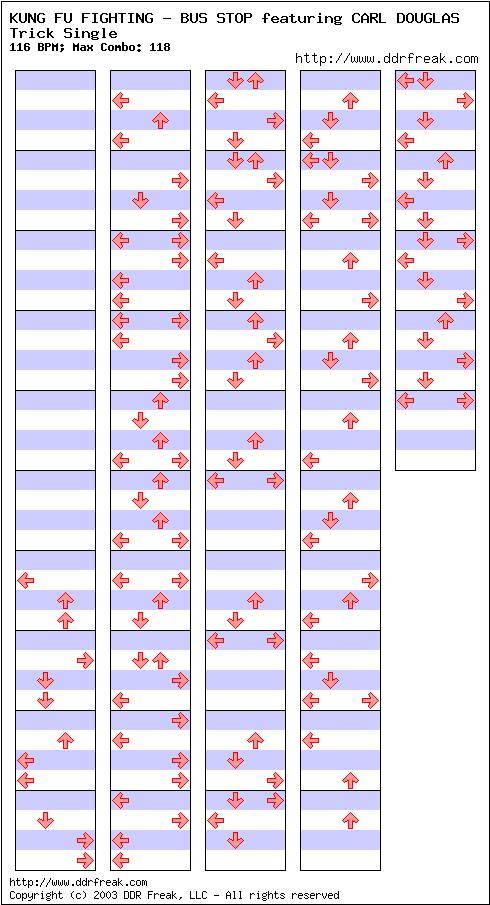 KUNG FU FIGHTING - BUS STOP featuring CARL DOUGLAS
Trick Single
116 BPM; Max Combo: 118
http://www.ddrfreak.com
http://www.ddrfreak.com
Copyright (c) 2003 DDR Freak, LLC - All rights reserved